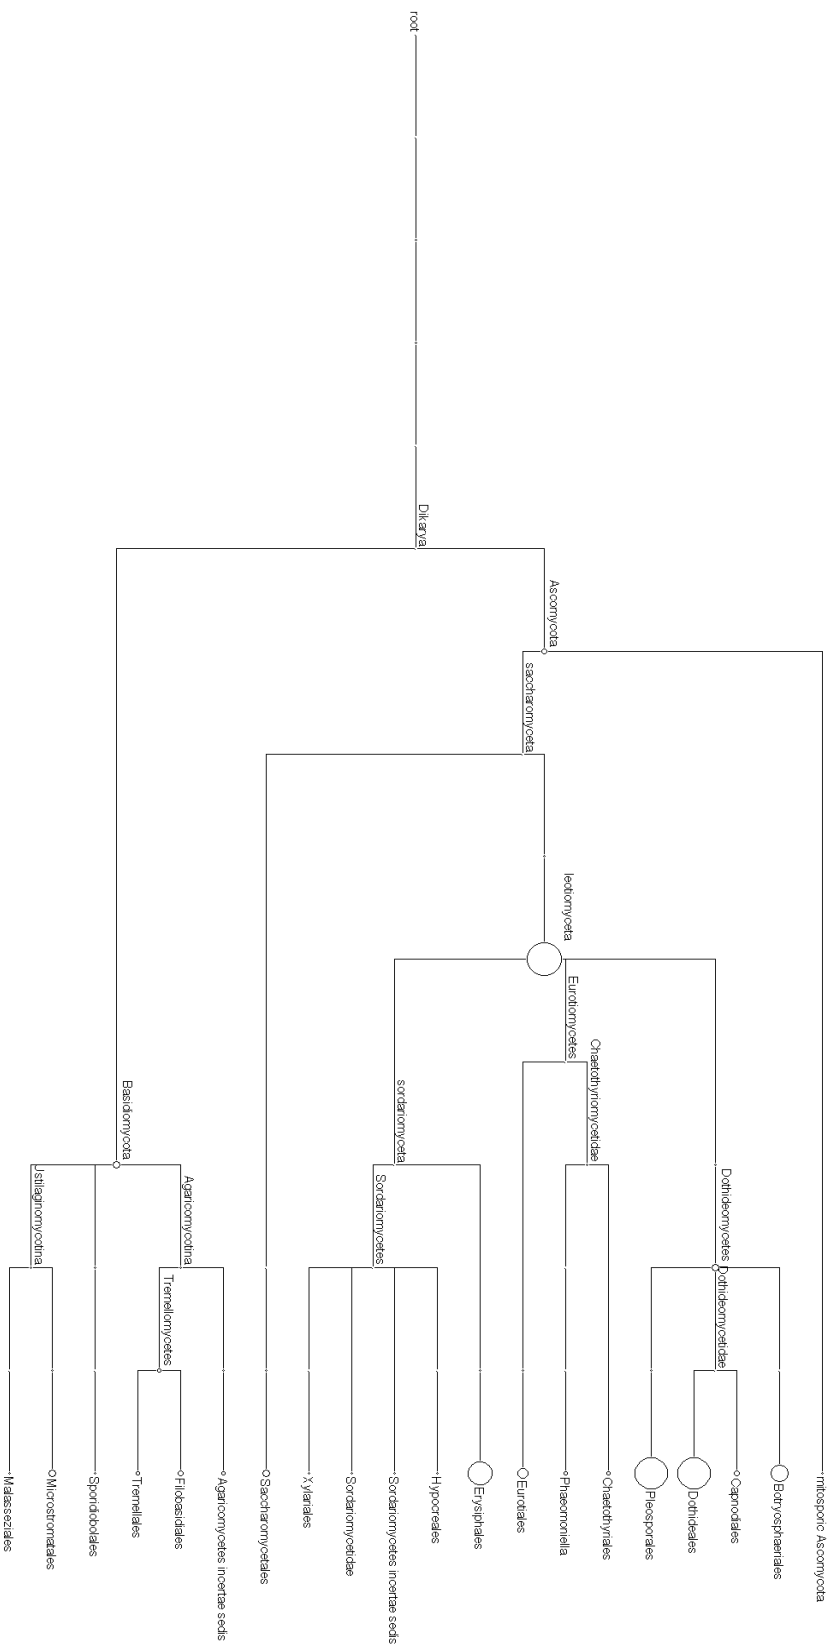 root
Dikarya
Ascomycota
saccharomyceta
leotiomyceta
Eurotiomycetes
Chaetothyriomycetidae
sordariomyceta
Basidiomycota
Dothideomycetes
Ustilaginomycotina
Agaricomycotina
Sordariomycetes
Dothideomycetidae
Tremellomycetes
Malasseziales
Microstromatales
Sporidiobolales
Tremellales
Filobasidiales
Agaricomycetes incertae sedis
Saccharomycetales
Xylariales
Sordariomycetidae
Sordariomycetes incertae sedis
Hypocreales
Erysiphales
Eurotiales
Phaeomoniella
Chaetothyriales
Pleosporales
Dothideales
Capnodiales
Botryosphaeriales
mitosporic Ascomycota